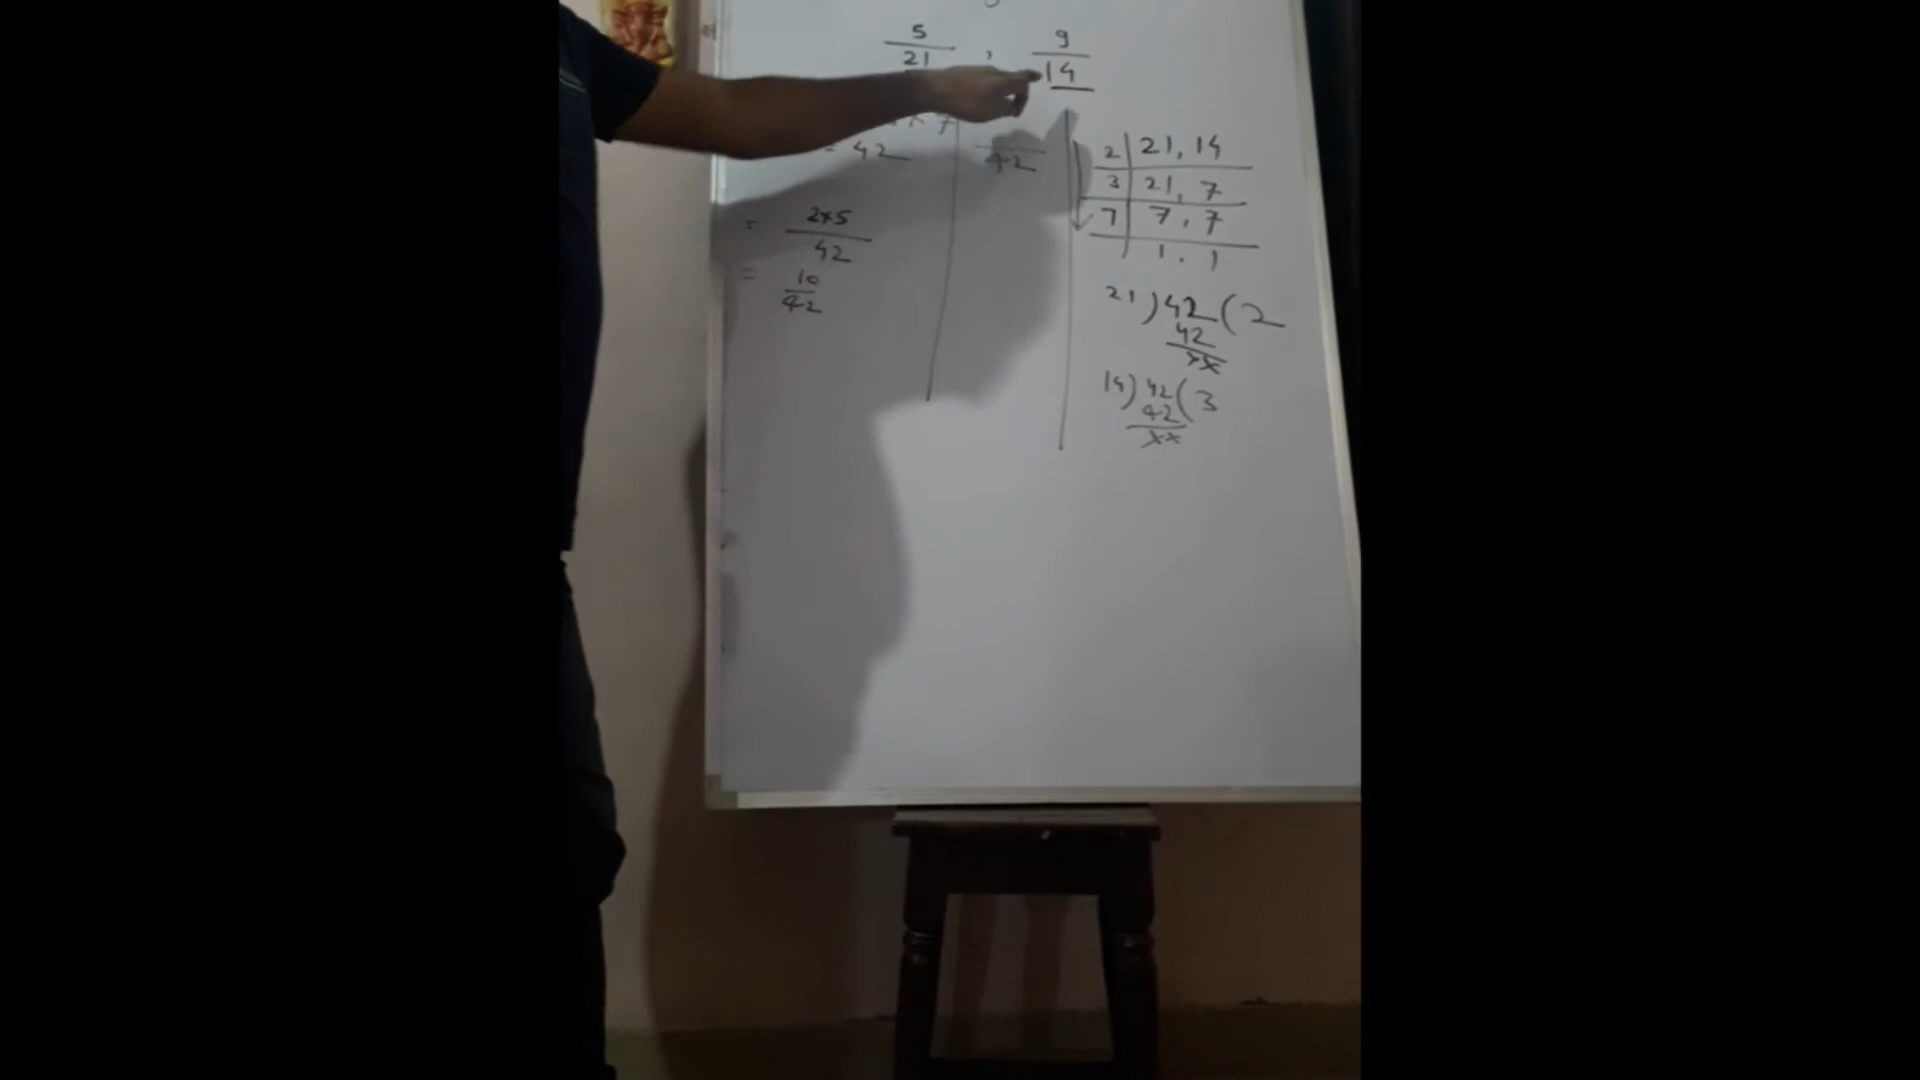 5/21 , 9/14
× 7
= 42
/42
= 2×5/42
= 10/42
2 | 21, 14
3 | 21, 7
7 | 7, 7
1, 1
21 ) 42 ( 2
42
××
14 ) 42 ( 3
42
××